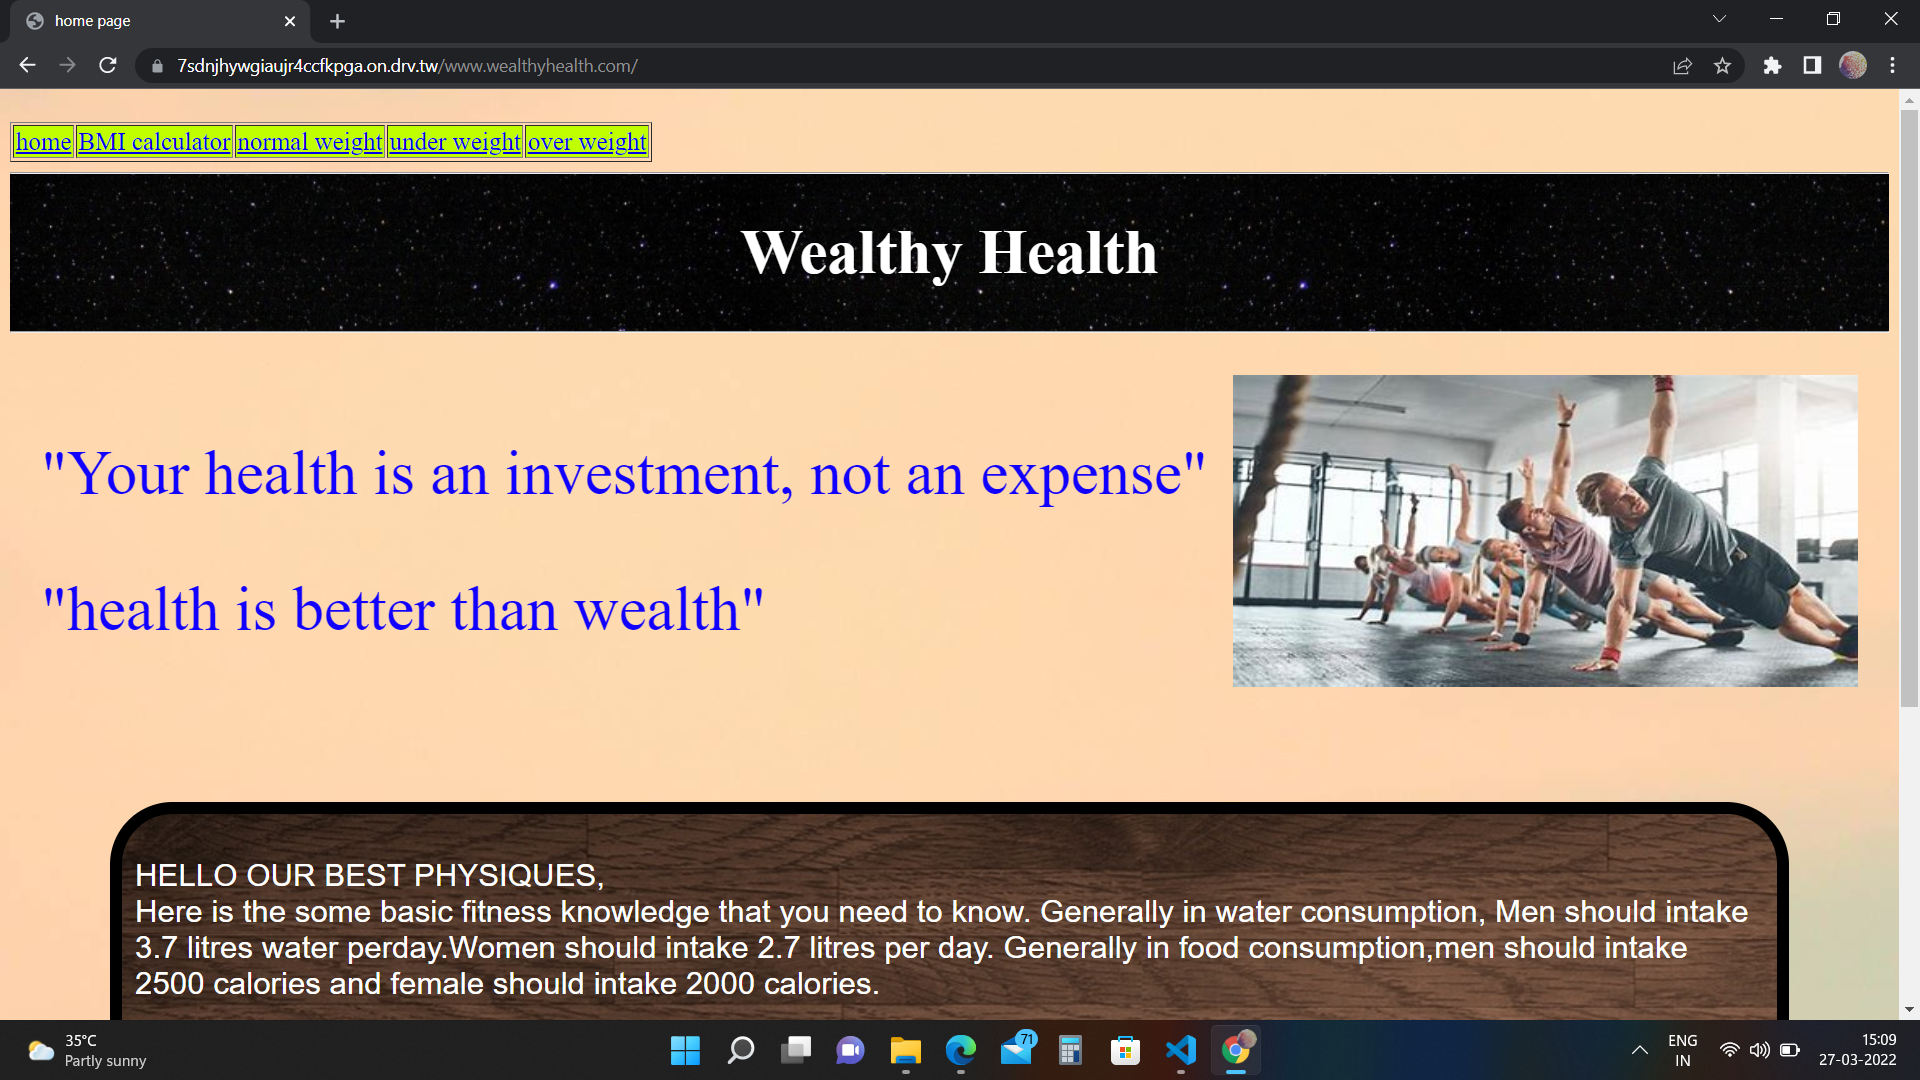 home page
7sdnjhywgiaujr4ccfkpga.on.drv.tw/www.wealthyhealth.com/
home BMI calculator normal weight under weight over weight
Wealthy Health
"Your health is an investment, not an expense"
"health is better than wealth"
HELLO OUR BEST PHYSIQUES,
Here is the some basic fitness knowledge that you need to know. Generally in water consumption, Men should intake
3.7 litres water perday.Women should intake 2.7 litres per day. Generally in food consumption,men should intake
2500 calories and female should intake 2000 calories.
35°C
Partly sunny
71
ENG
IN
15:09
27-03-2022